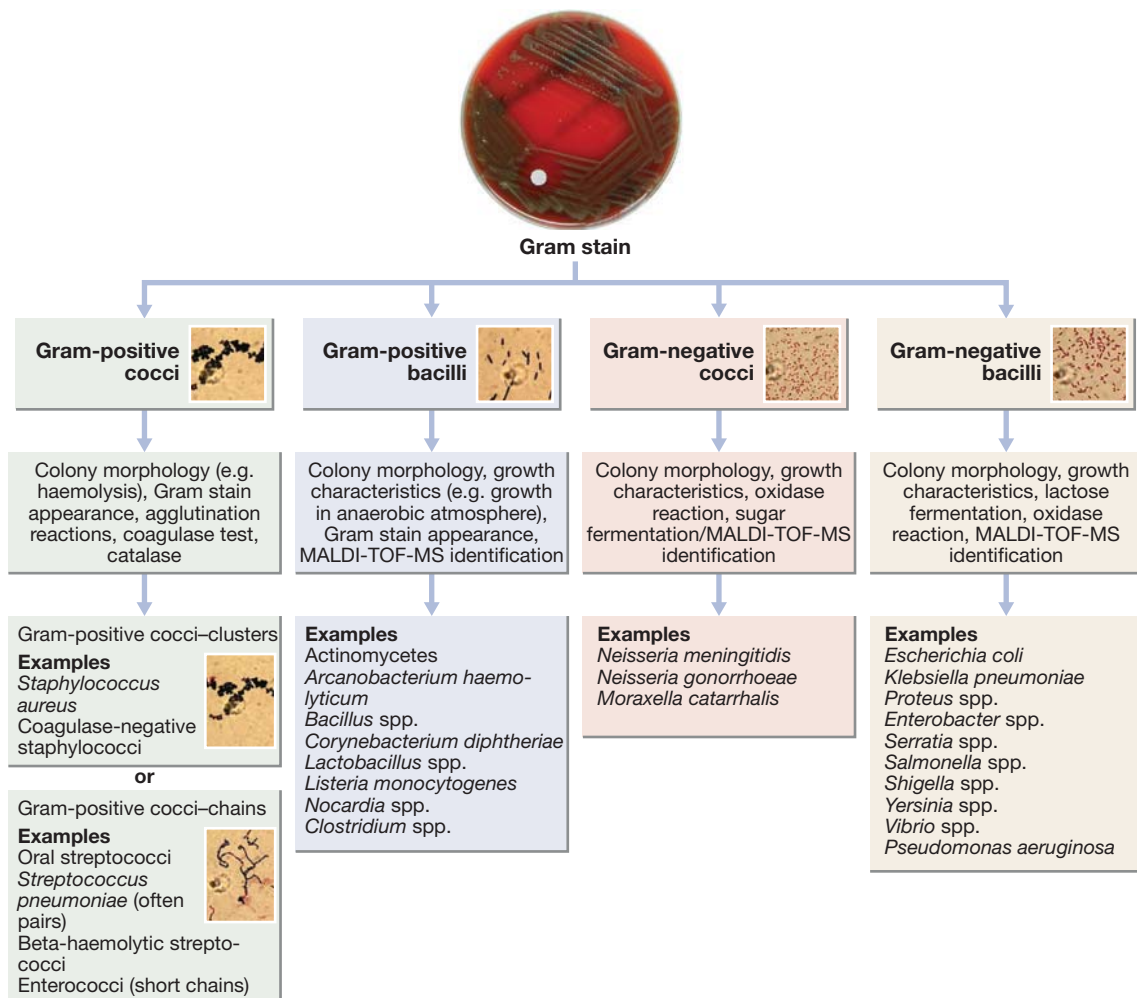 Gram stain
Gram-positive
cocci
Gram-positive
bacilli
Gram-negative
cocci
Gram-negative
bacilli
Colony morphology (e.g.
haemolysis), Gram stain
appearance, agglutination
reactions, coagulase test,
catalase
Colony morphology, growth
characteristics (e.g. growth
in anaerobic atmosphere),
Gram stain appearance,
MALDI-TOF-MS identification
Colony morphology, growth
characteristics, oxidase
reaction, sugar
fermentation/MALDI-TOF-MS
identification
Colony morphology, growth
characteristics, lactose
fermentation, oxidase
reaction, MALDI-TOF-MS
identification
Gram-positive cocci–clusters
Examples
Staphylococcus
aureus
Coagulase-negative
staphylococci
or
Gram-positive cocci–chains
Examples
Oral streptococci
Streptococcus
pneumoniae (often
pairs)
Beta-haemolytic strepto-
cocci
Enterococci (short chains)
Examples
Actinomycetes
Arcanobacterium haemo-
lyticum
Bacillus spp.
Corynebacterium diphtheriae
Lactobacillus spp.
Listeria monocytogenes
Nocardia spp.
Clostridium spp.
Examples
Neisseria meningitidis
Neisseria gonorrhoeae
Moraxella catarrhalis
Examples
Escherichia coli
Klebsiella pneumoniae
Proteus spp.
Enterobacter spp.
Serratia spp.
Salmonella spp.
Shigella spp.
Yersinia spp.
Vibrio spp.
Pseudomonas aeruginosa